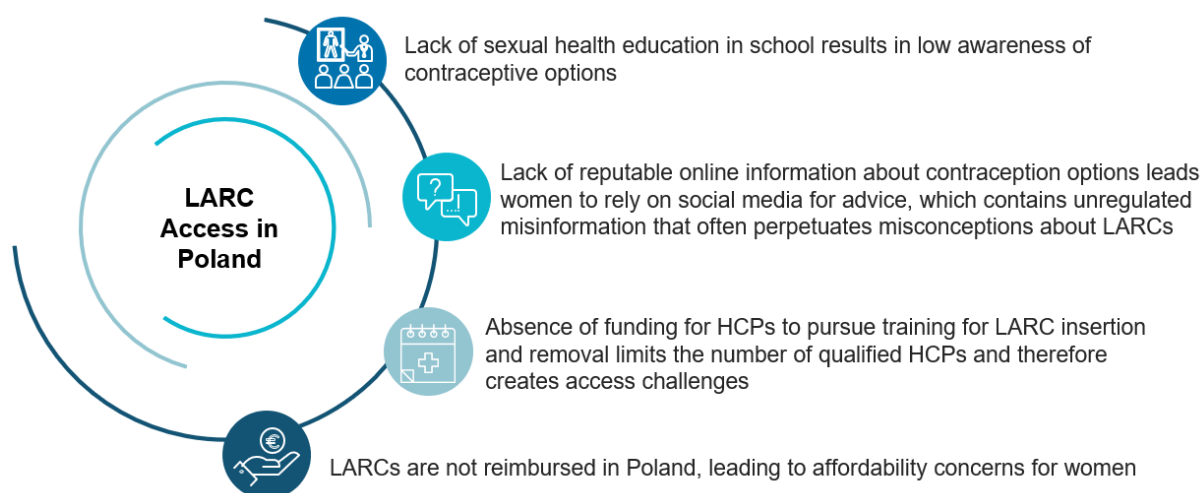 LARC
Access in
Poland
Lack of sexual health education in school results in low awareness of
contraceptive options
?
...!
Lack of reputable online information about contraception options leads
women to rely on social media for advice, which contains unregulated
misinformation that often perpetuates misconceptions about LARCs
Absence of funding for HCPs to pursue training for LARC insertion
and removal limits the number of qualified HCPs and therefore
creates access challenges
€
LARCs are not reimbursed in Poland, leading to affordability concerns for women